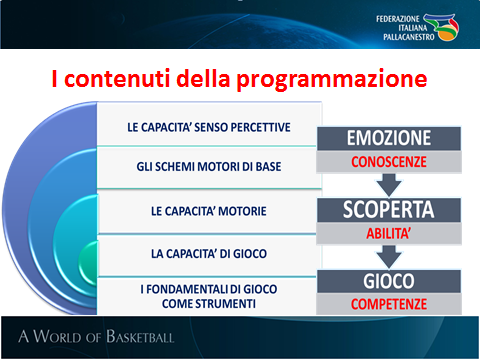 FEDERAZIONE
ITALIANA
PALLACANESTRO
I contenuti della programmazione
LE CAPACITA’ SENSO PERCETTIVE
GLI SCHEMI MOTORI DI BASE
LE CAPACITA’ MOTORIE
LA CAPACITA’ DI GIOCO
I FONDAMENTALI DI GIOCO
COME STRUMENTI
EMOZIONE
CONOSCENZE
SCOPERTA
ABILITA’
GIOCO
COMPETENZE
A WORLD OF BASKETBALL